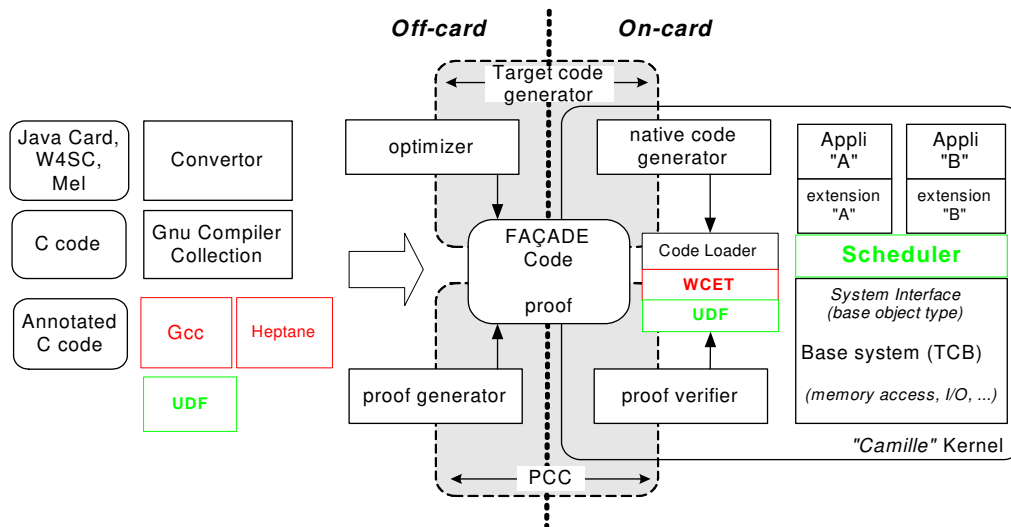 Off-card
On-card
Target code
generator
Java Card,
W4SC,
Mel
Convertor
optimizer
native code
generator
Appli
"A"
Appli
"B"
extension
"A"
extension
"B"
C code
Gnu Compiler
Collection
FAÇADE
Code
proof
Code Loader
WCET
UDF
Scheduler
System Interface
(base object type)
Base system (TCB)
(memory access, I/O, ...)
Annotated
C code
Gcc
Heptane
UDF
proof generator
proof verifier
"Camille" Kernel
PCC